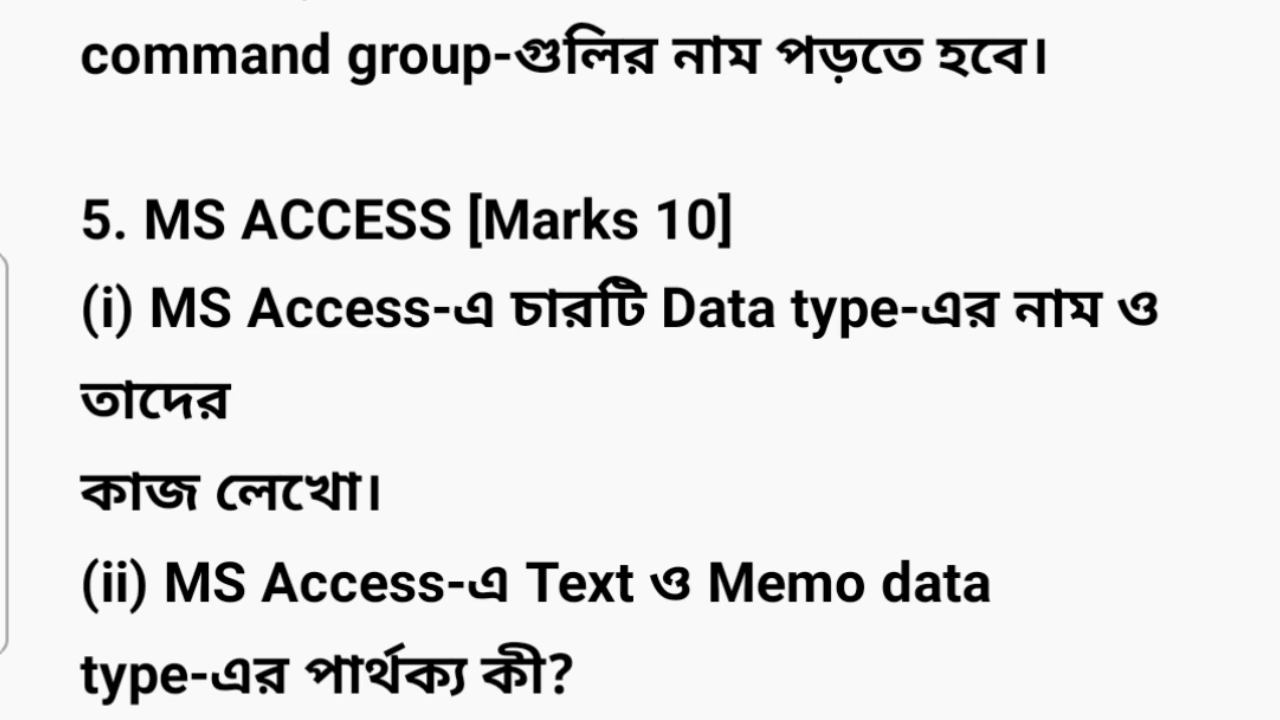 command group-গুলির নাম পড়তে হবে।
5. MS ACCESS [Marks 10]
(i) MS Access-এ চারটি Data type-এর নাম ও
তাদের
কাজ লেখো।
(ii) MS Access-এ Text ও Memo data
type-এর পার্থক্য কী?